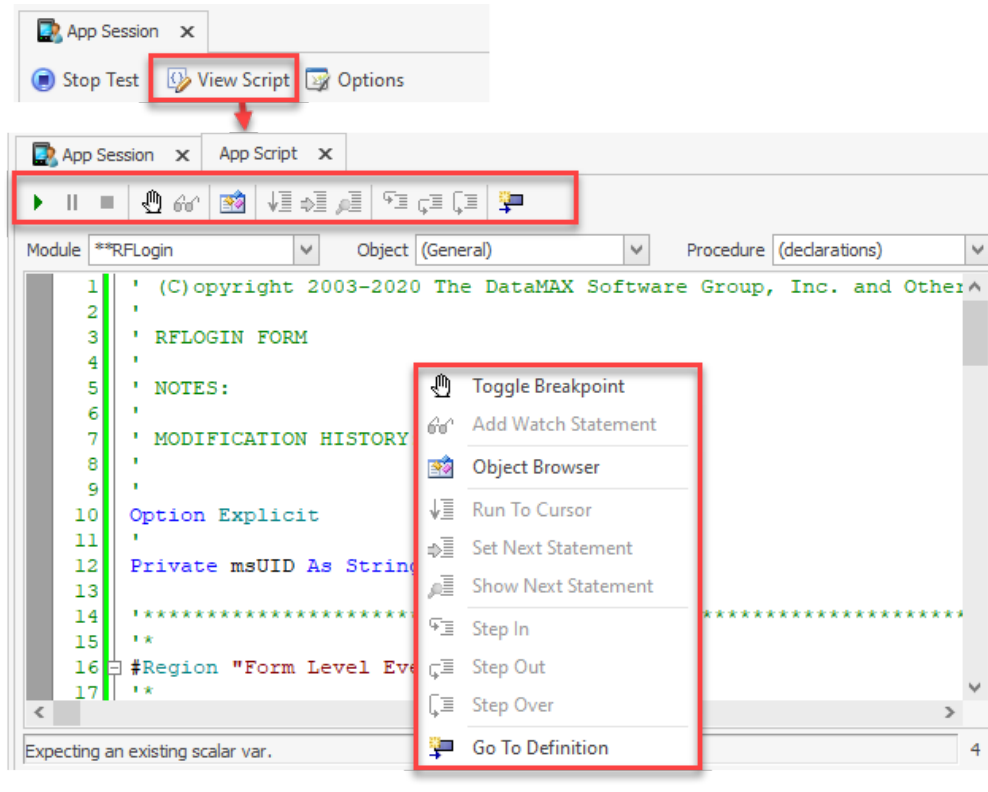 App Session
Stop Test View Script Options
App Session App Script
Module **RFLogin Object (General) Procedure (declarations)
1 ' (C)opyright 2003-2020 The DataMAX Software Group, Inc. and Other
2 '
3 ' RFLOGIN FORM
4 '
5 ' NOTES:
6 '
7 ' MODIFICATION HISTORY
8 '
9 '
10 Option Explicit
11 '
12 Private msUID As String
13
14 '**********************
15 '*
16 #Region "Form Level Eve
17 '*
Toggle Breakpoint
Add Watch Statement
Object Browser
Run To Cursor
Set Next Statement
Show Next Statement
Step In
Step Out
Step Over
Go To Definition
Expecting an existing scalar var. 4